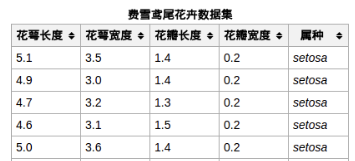 费雪鸢尾花卉数据集
花萼长度 花萼宽度 花瓣长度 花瓣宽度 属种
5.1 3.5 1.4 0.2 setosa
4.9 3.0 1.4 0.2 setosa
4.7 3.2 1.3 0.2 setosa
4.6 3.1 1.5 0.2 setosa
5.0 3.6 1.4 0.2 setosa